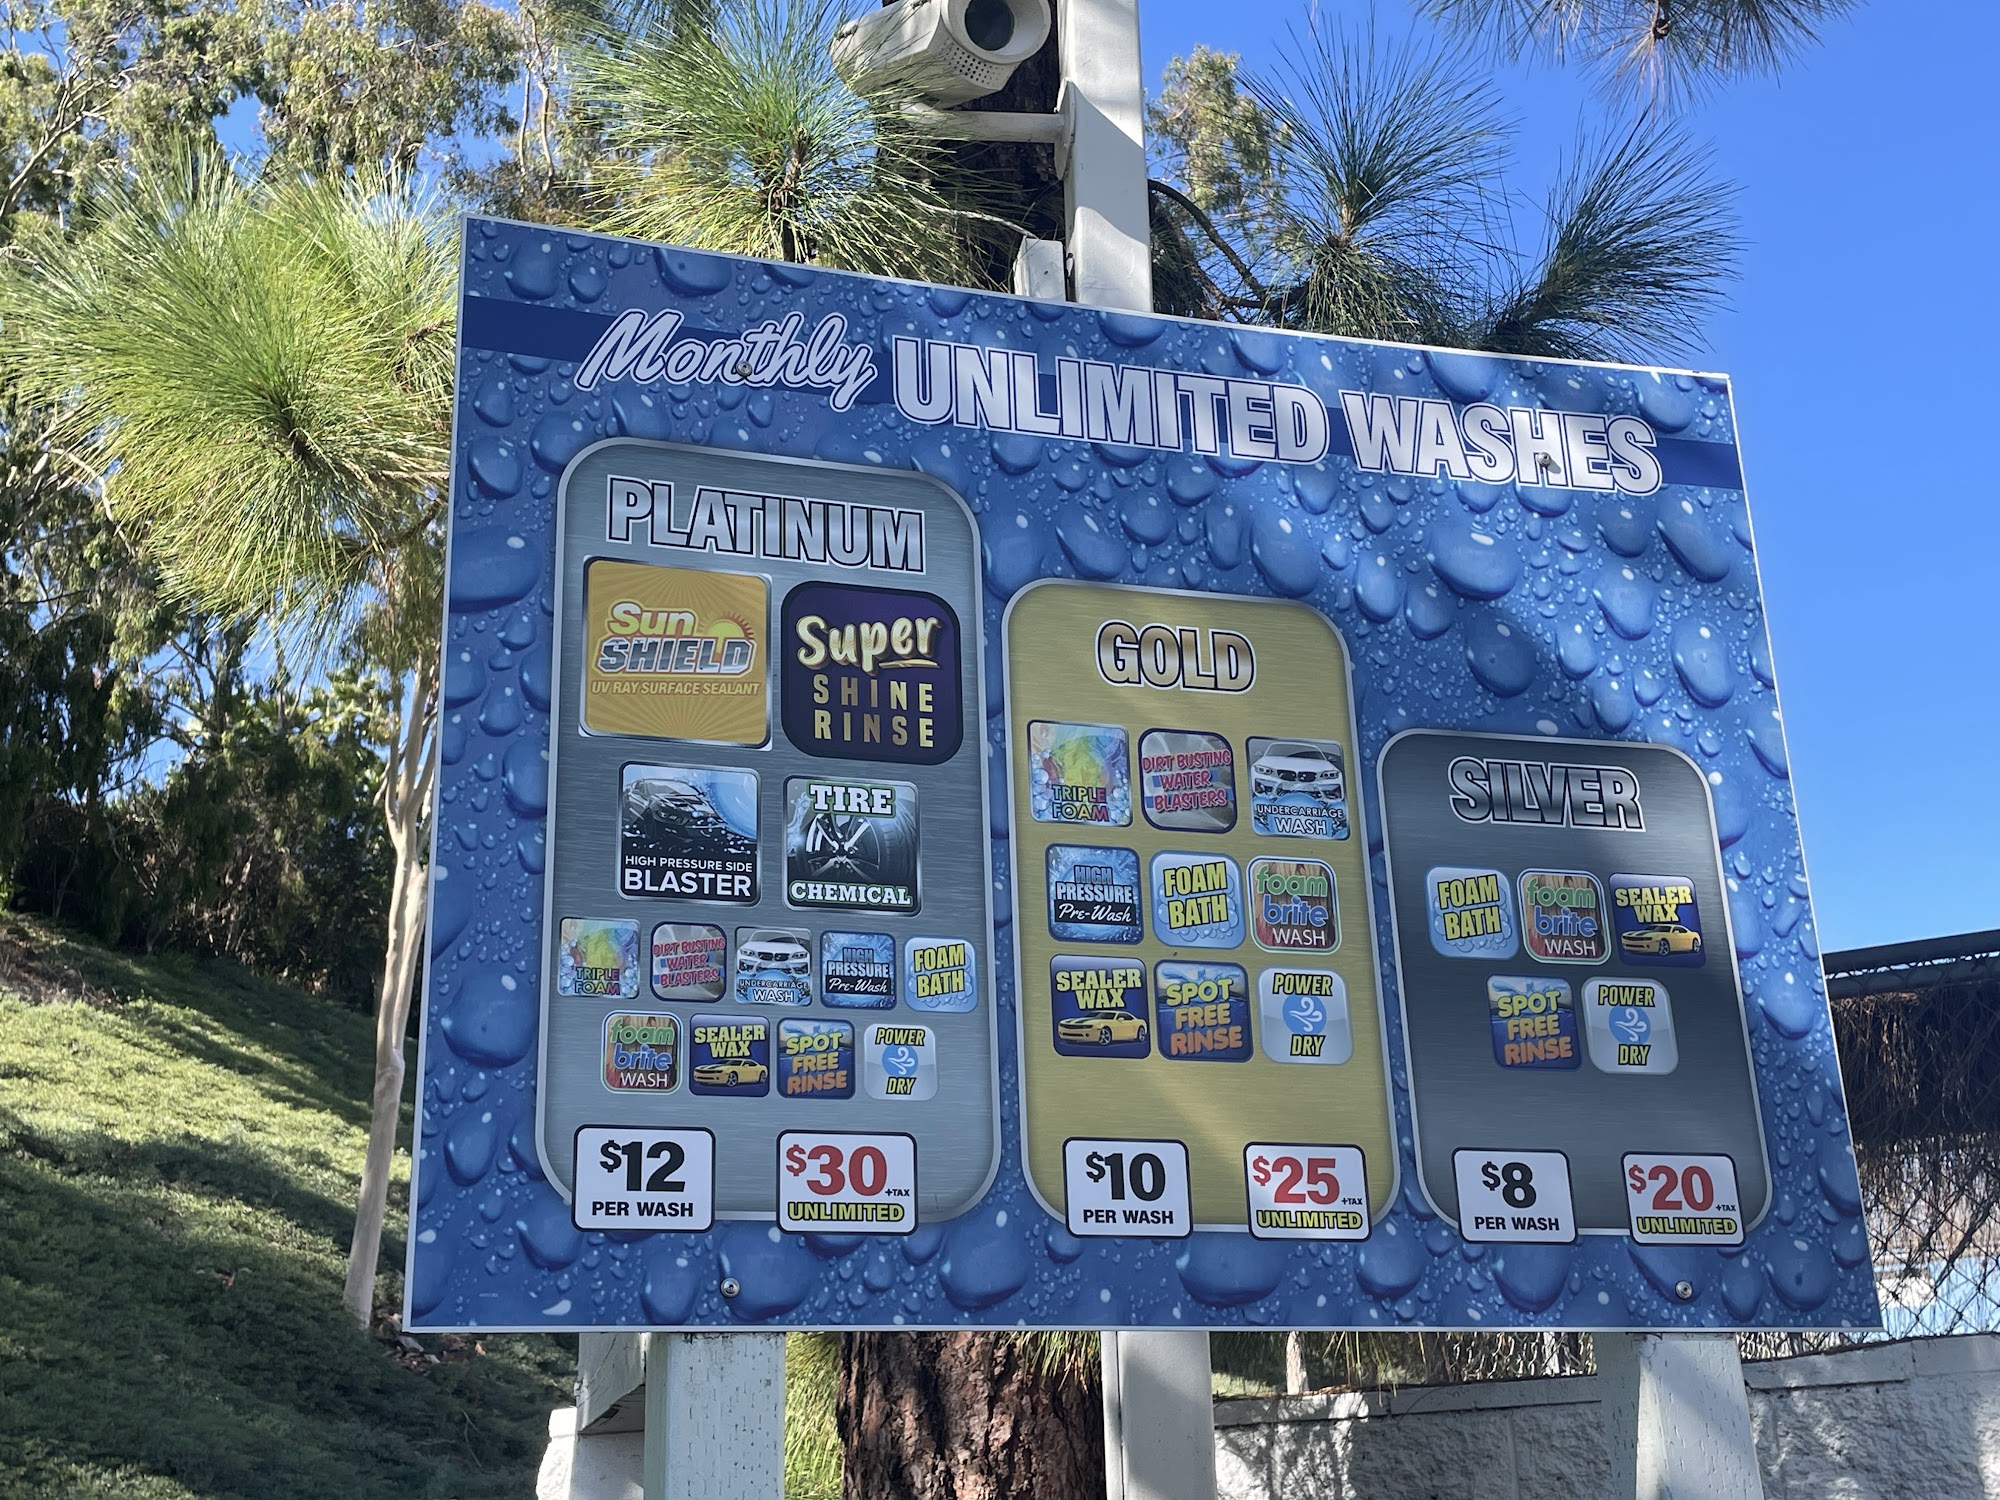 Monthly UNLIMITED WASHES
PLATINUM
Sun
SHIELD
UV RAY SURFACE SEALANT
Super
SHINE
RINSE
HIGH PRESSURE SIDE
BLASTER
TIRE
CHEMICAL
TRIPLE
FOAM
DIRT BUSTING
WATER
BLASTERS
UNDERCARRIAGE
WASH
HIGH
PRESSURE
Pre-Wash
FOAM
BATH
foam
brite
WASH
SEALER
WAX
SPOT
FREE
RINSE
POWER
DRY
$12
PER WASH
$30 +TAX
UNLIMITED
GOLD
TRIPLE
FOAM
DIRT BUSTING
WATER
BLASTERS
UNDERCARRIAGE
WASH
HIGH
PRESSURE
Pre-Wash
FOAM
BATH
foam
brite
WASH
SEALER
WAX
SPOT
FREE
RINSE
POWER
DRY
$10
PER WASH
$25 +TAX
UNLIMITED
SILVER
FOAM
BATH
foam
brite
WASH
SEALER
WAX
SPOT
FREE
RINSE
POWER
DRY
$8
PER WASH
$20 +TAX
UNLIMITED